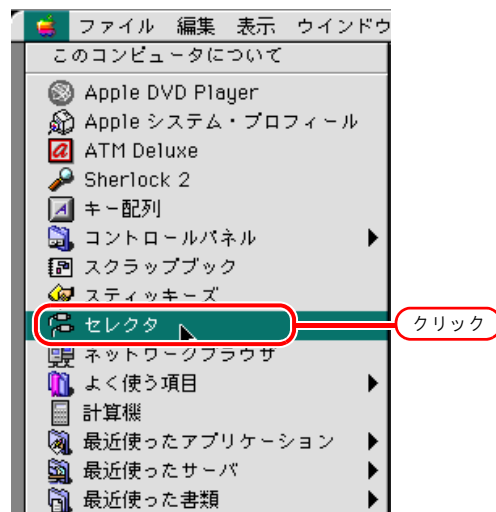 ファイル 編集 表示 ウインドウ
このコンピュータについて
Apple DVD Player
Apple システム・プロフィール
ATM Deluxe
Sherlock 2
キー配列
コントロールパネル
スクラップブック
スティッキーズ
セレクタ
クリック
ネットワークブラウザ
よく使う項目
計算機
最近使ったアプリケーション
最近使ったサーバ
最近使った書類